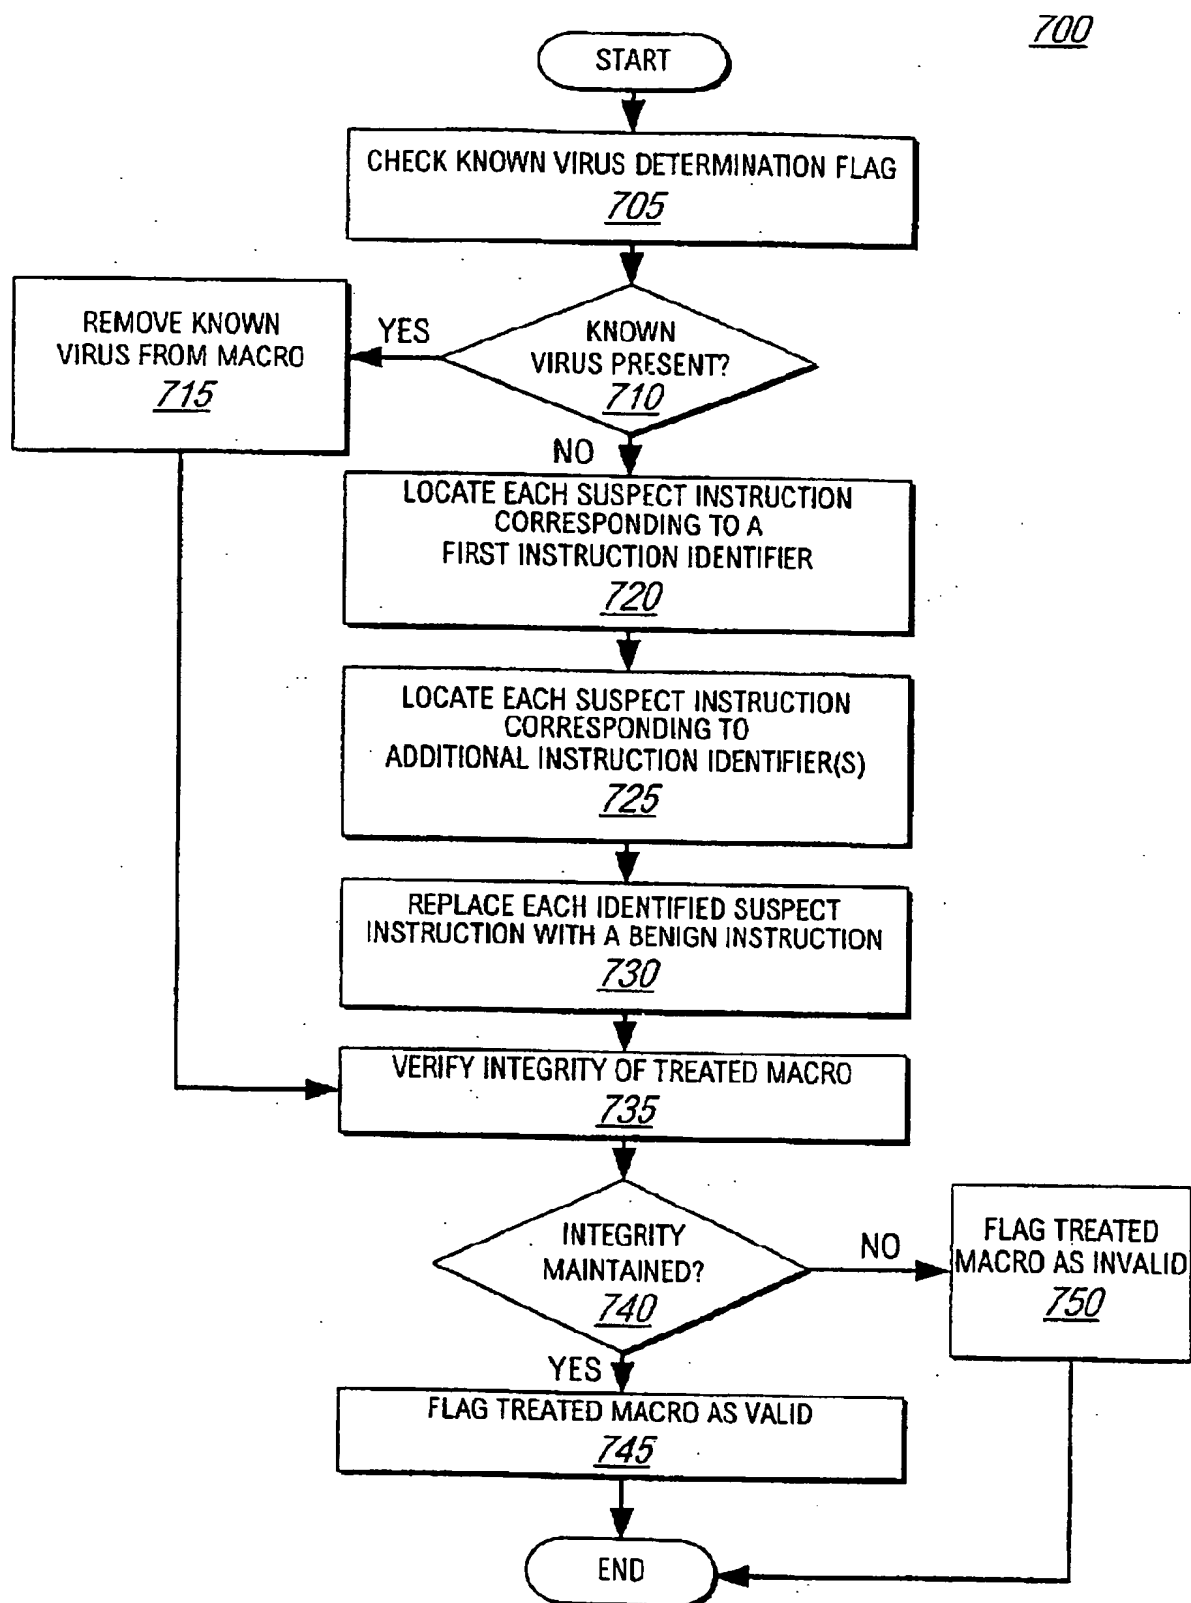 700
START
CHECK KNOWN VIRUS DETERMINATION FLAG
705
REMOVE KNOWN
VIRUS FROM MACRO
715
YES
KNOWN
VIRUS PRESENT?
710
NO
LOCATE EACH SUSPECT INSTRUCTION
CORRESPONDING TO A
FIRST INSTRUCTION IDENTIFIER
720
LOCATE EACH SUSPECT INSTRUCTION
CORRESPONDING TO
ADDITIONAL INSTRUCTION IDENTIFIER(S)
725
REPLACE EACH IDENTIFIED SUSPECT
INSTRUCTION WITH A BENIGN INSTRUCTION
730
VERIFY INTEGRITY OF TREATED MACRO
735
INTEGRITY
MAINTAINED?
740
NO
FLAG TREATED
MACRO AS INVALID
750
YES
FLAG TREATED MACRO AS VALID
745
END